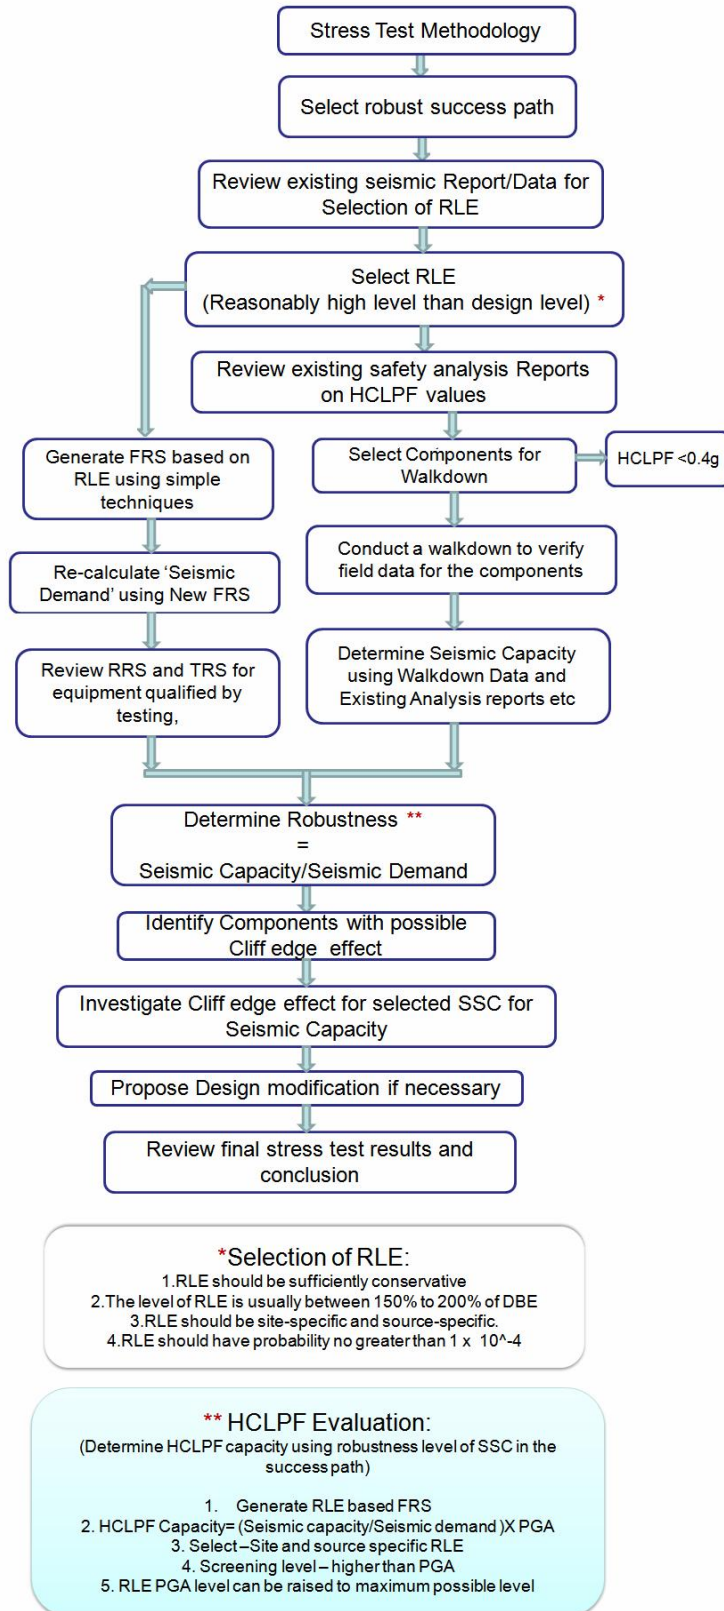 Stress Test Methodology
Select robust success path
Review existing seismic Report/Data for
Selection of RLE
Select RLE
(Reasonably high level than design level) *
Review existing safety analysis Reports
on HCLPF values
Generate FRS based on
RLE using simple
techniques
Select Components for
Walkdown
HCLPF <0.4g
Re-calculate ‘Seismic
Demand’ using New FRS
Conduct a walkdown to verify
field data for the components
Review RRS and TRS for
equipment qualified by
testing,
Determine Seismic Capacity
using Walkdown Data and
Existing Analysis reports etc
Determine Robustness **
=
Seismic Capacity/Seismic Demand
Identify Components with possible
Cliff edge effect
Investigate Cliff edge effect for selected SSC for
Seismic Capacity
Propose Design modification if necessary
Review final stress test results and
conclusion
*Selection of RLE:
1.RLE should be sufficiently conservative
2.The level of RLE is usually between 150% to 200% of DBE
3.RLE should be site-specific and source-specific.
4.RLE should have probability no greater than 1 x 10^-4
** HCLPF Evaluation:
(Determine HCLPF capacity using robustness level of SSC in the
success path)
1. Generate RLE based FRS
2. HCLPF Capacity= (Seismic capacity/Seismic demand )X PGA
3. Select –Site and source specific RLE
4. Screening level – higher than PGA
5. RLE PGA level can be raised to maximum possible level